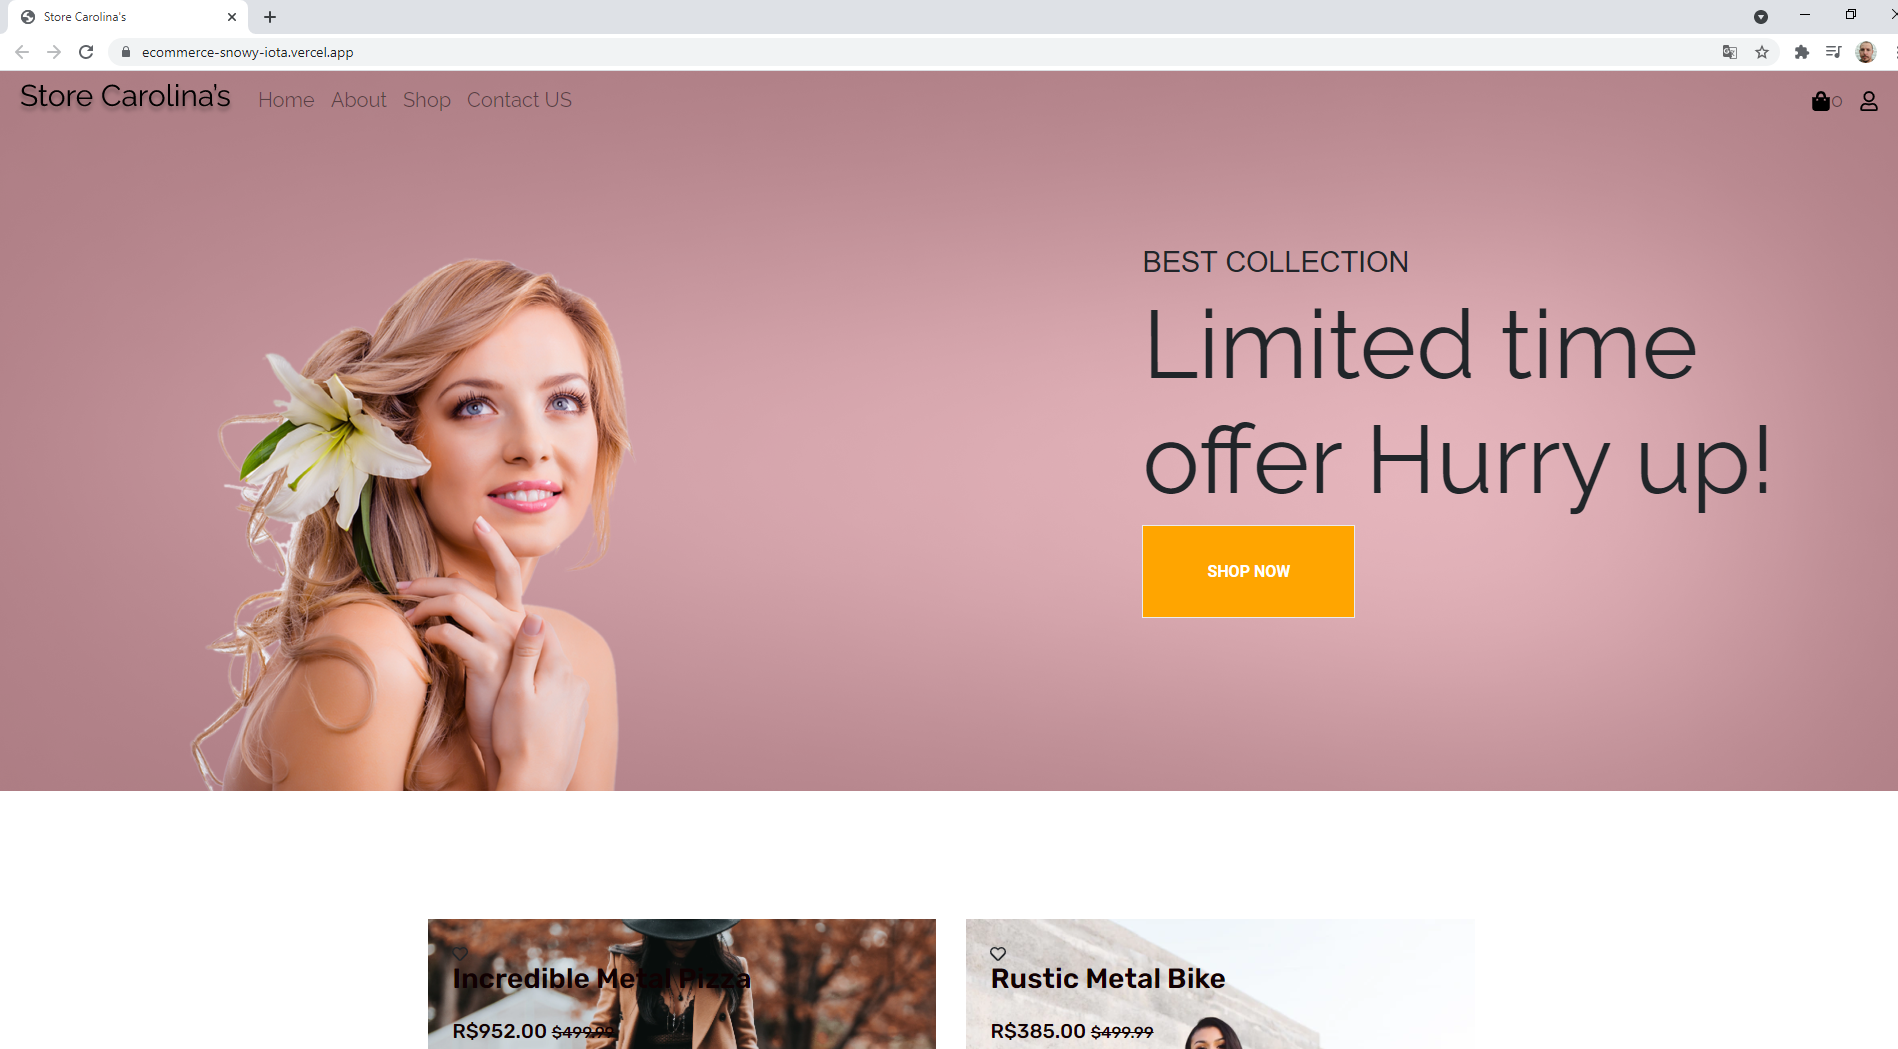 Store Carolina's
ecommerce-snowy-iota.vercel.app
Store Carolina's Home About Shop Contact US 0
BEST COLLECTION
Limited time
offer Hurry up!
SHOP NOW
Incredible Metal Pizza
R$952.00 $499.99
Rustic Metal Bike
R$385.00 $499.99